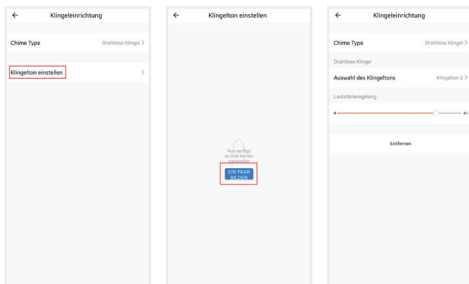 Klingeleinrichtung
Chime Type
Drahtlose Klingel >
Klingelton einstellen
>
Klingelton einstellen
EIN PAAR
BILDEN
Klingeleinrichtung
Chime Type
Drahtlose Klingel >
Drahtlose Klingel
Auswahl des Klingeltons
Klingelton 2 >
Lautstärkeregelung
Entfernen